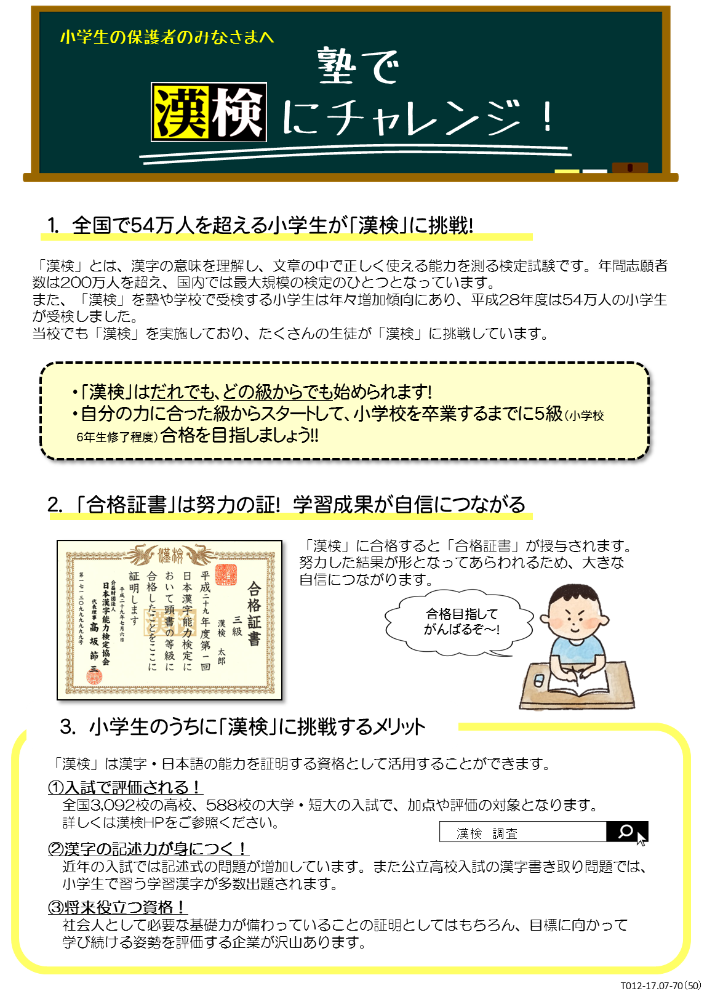 小学生の保護者のみなさまへ
塾で
漢検にチャレンジ！
1. 全国で54万人を超える小学生が「漢検」に挑戦!
「漢検」とは、漢字の意味を理解し、文章の中で正しく使える能力を測る検定試験です。年間志願者
数は200万人を超え、国内では最大規模の検定のひとつとなっています。
また、「漢検」を塾や学校で受検する小学生は年々増加傾向にあり、平成28年度は54万人の小学生
が受検しました。
当校でも「漢検」を実施しており、たくさんの生徒が「漢検」に挑戦しています。
・「漢検」はだれでも、どの級からでも始められます!
・自分の力に合った級からスタートして、小学校を卒業するまでに5級（小学校
6年生修了程度）合格を目指しましょう!!
2. 「合格証書」は努力の証! 学習成果が自信につながる
「漢検」に合格すると「合格証書」が授与されます。
努力した結果が形となってあらわれるため、大きな
自信につながります。
漢検
合格証書
三級
漢検 太郎
平成二十九年度第一回
日本漢字能力検定に
おいて頭書の等級に
合格したことをここに
証明します
平成二十九年七月六日
公益財団法人
日本漢字能力検定協会
代表理事 髙坂節三
第一七一三〇九九九九九九号
漢検
合格目指して
がんばるぞ～!
3. 小学生のうちに「漢検」に挑戦するメリット
「漢検」は漢字・日本語の能力を証明する資格として活用することができます。
①入試で評価される！
全国3,092校の高校、588校の大学・短大の入試で、加点や評価の対象となります。
詳しくは漢検HPをご参照ください。
漢検 調査
②漢字の記述力が身につく！
近年の入試では記述式の問題が増加しています。また公立高校入試の漢字書き取り問題では、
小学生で習う学習漢字が多数出題されます。
③将来役立つ資格！
社会人として必要な基礎力が備わっていることの証明としてはもちろん、目標に向かって
学び続ける姿勢を評価する企業が沢山あります。
T012-17.07-70（50）